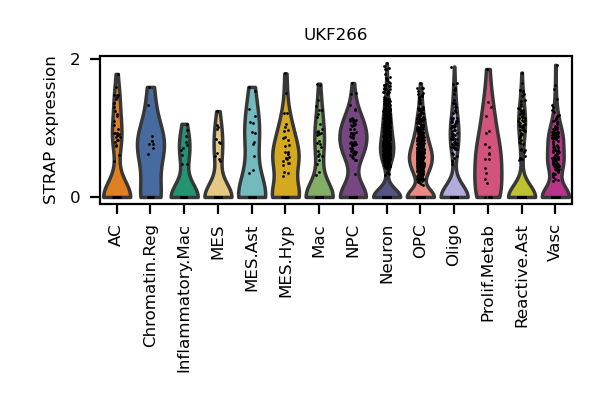 UKF266
STRAP expression
2
0
AC
Chromatin.Reg
Inflammatory.Mac
MES
MES.Ast
MES.Hyp
Mac
NPC
Neuron
OPC
Oligo
Prolif.Metab
Reactive.Ast
Vasc